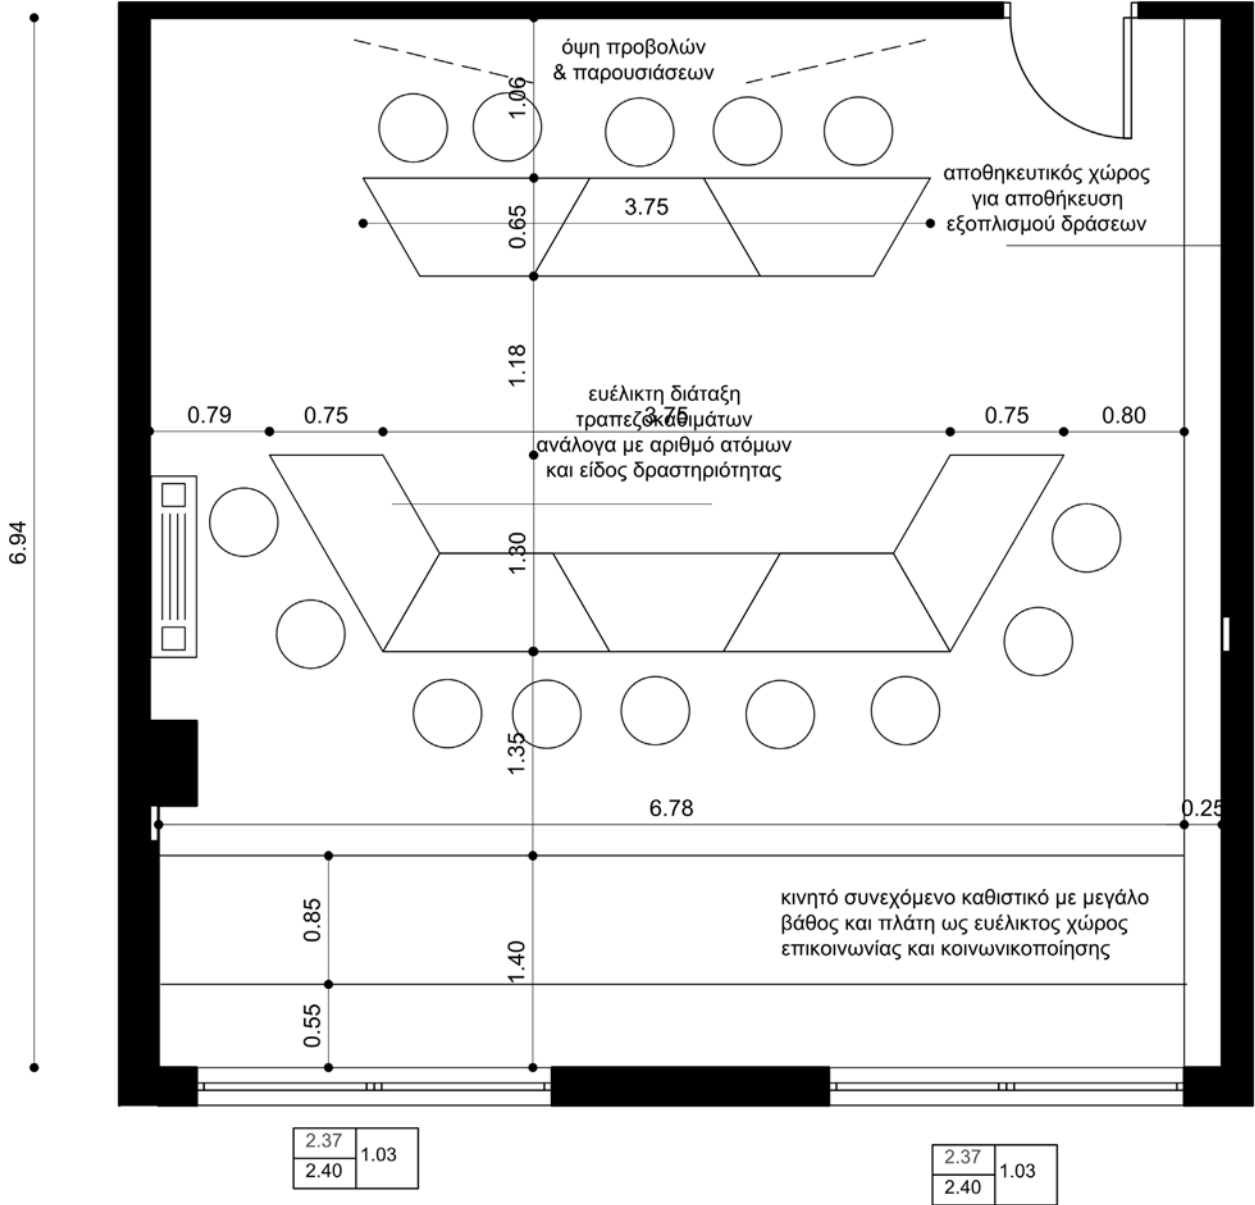 όψη προβολών
& παρουσιάσεων
1.06
αποθηκευτικός χώρος
για αποθήκευση
εξοπλισμού δράσεων
3.75
0.65
1.18
ευέλικτη διάταξη
τραπεζοκαθιμάτων
ανάλογα με αριθμό ατόμων
και είδος δραστηριότητας
0.79
0.75
3.75
0.75
0.80
6.94
1.30
1.35
6.78
0.25
κινητό συνεχόμενο καθιστικό με μεγάλο
βάθος και πλάτη ως ευέλικτος χώρος
επικοινωνίας και κοινωνικοποίησης
0.85
1.40
0.55
2.37
2.40
1.03
2.37
2.40
1.03